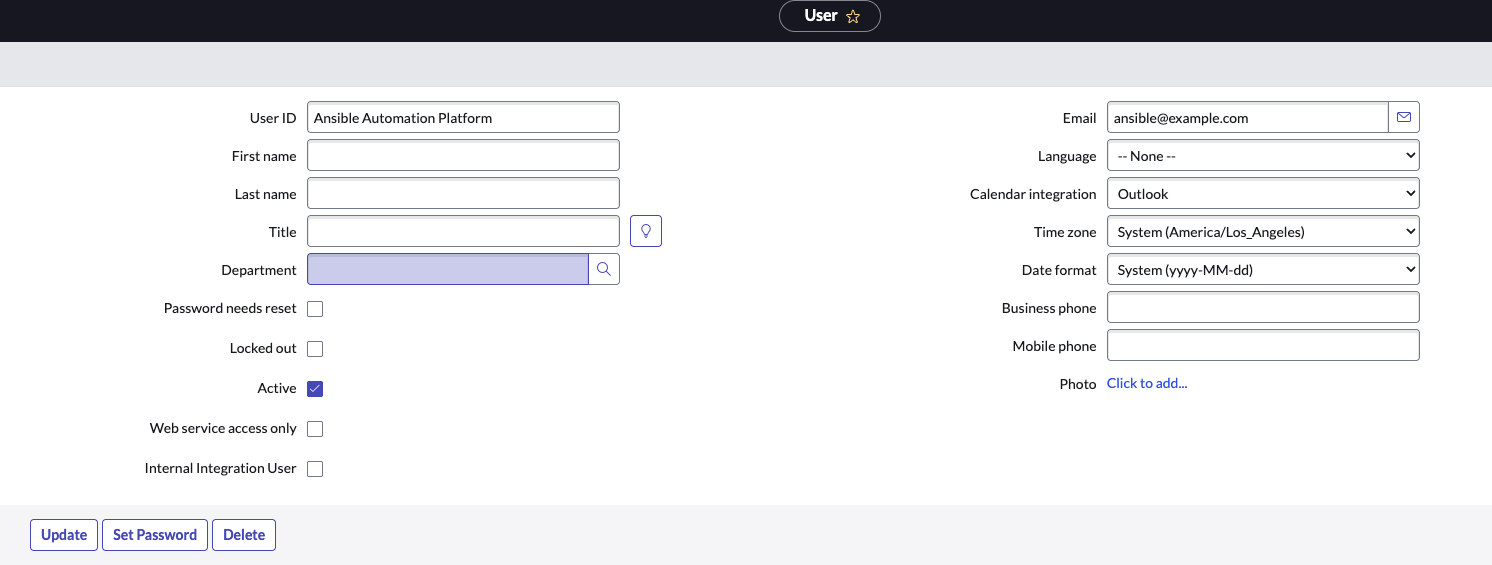 User
User ID Ansible Automation Platform
First name
Last name
Title
Department
Password needs reset
Locked out
Active
Web service access only
Internal Integration User
Email ansible@example.com
Language -- None --
Calendar integration Outlook
Time zone System (America/Los_Angeles)
Date format System (yyyy-MM-dd)
Business phone
Mobile phone
Photo Click to add...
Update Set Password Delete